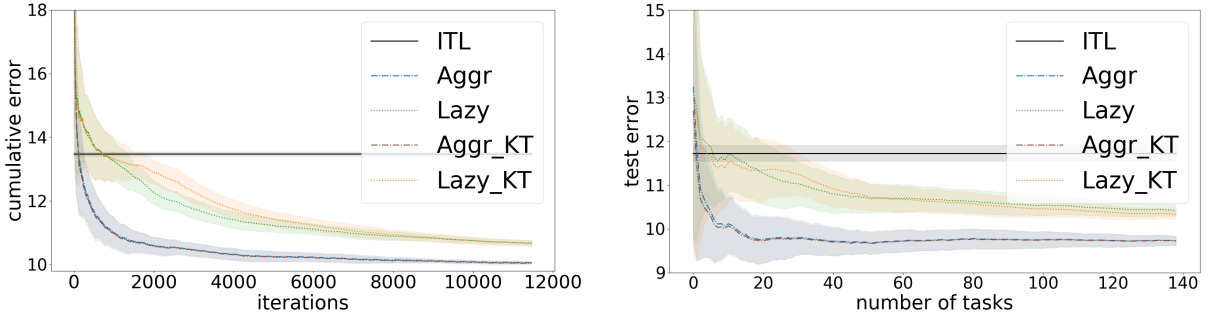 18
16
14
12
10
cumulative error
0 2000 4000 6000 8000 10000 12000
iterations
ITL
Aggr
Lazy
Aggr_KT
Lazy_KT
15
14
13
12
11
10
9
test error
0 20 40 60 80 100 120 140
number of tasks
ITL
Aggr
Lazy
Aggr_KT
Lazy_KT